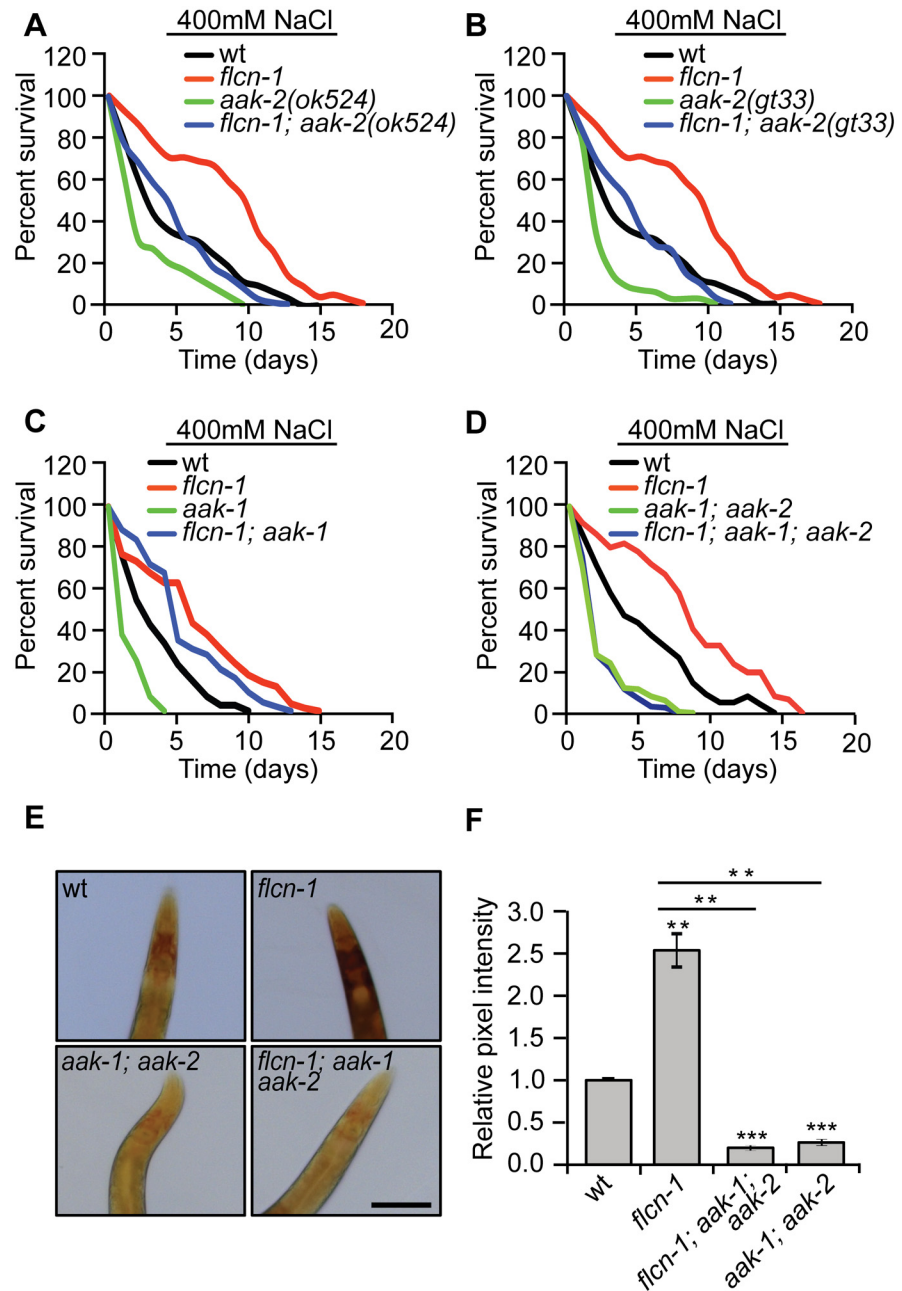 A
400mM NaCl
wt
flcn-1
aak-2(ok524)
flcn-1; aak-2(ok524)
Percent survival
120
100
80
60
40
20
0
0 5 10 15 20
Time (days)
B
400mM NaCl
wt
flcn-1
aak-2(gt33)
flcn-1; aak-2(gt33)
Percent survival
120
100
80
60
40
20
0
0 5 10 15 20
Time (days)
C
400mM NaCl
wt
flcn-1
aak-1
flcn-1; aak-1
Percent survival
120
100
80
60
40
20
0
0 5 10 15 20
Time (days)
D
400mM NaCl
wt
flcn-1
aak-1; aak-2
flcn-1; aak-1; aak-2
Percent survival
120
100
80
60
40
20
0
0 5 10 15 20
Time (days)
E
wt
flcn-1
aak-1; aak-2
flcn-1; aak-1
aak-2
F
Relative pixel intensity
3.0
2.5
2.0
1.5
1.0
0.5
0.0
**
**
**
***
***
wt
flcn-1
flcn-1; aak-1;
aak-2
aak-1; aak-2